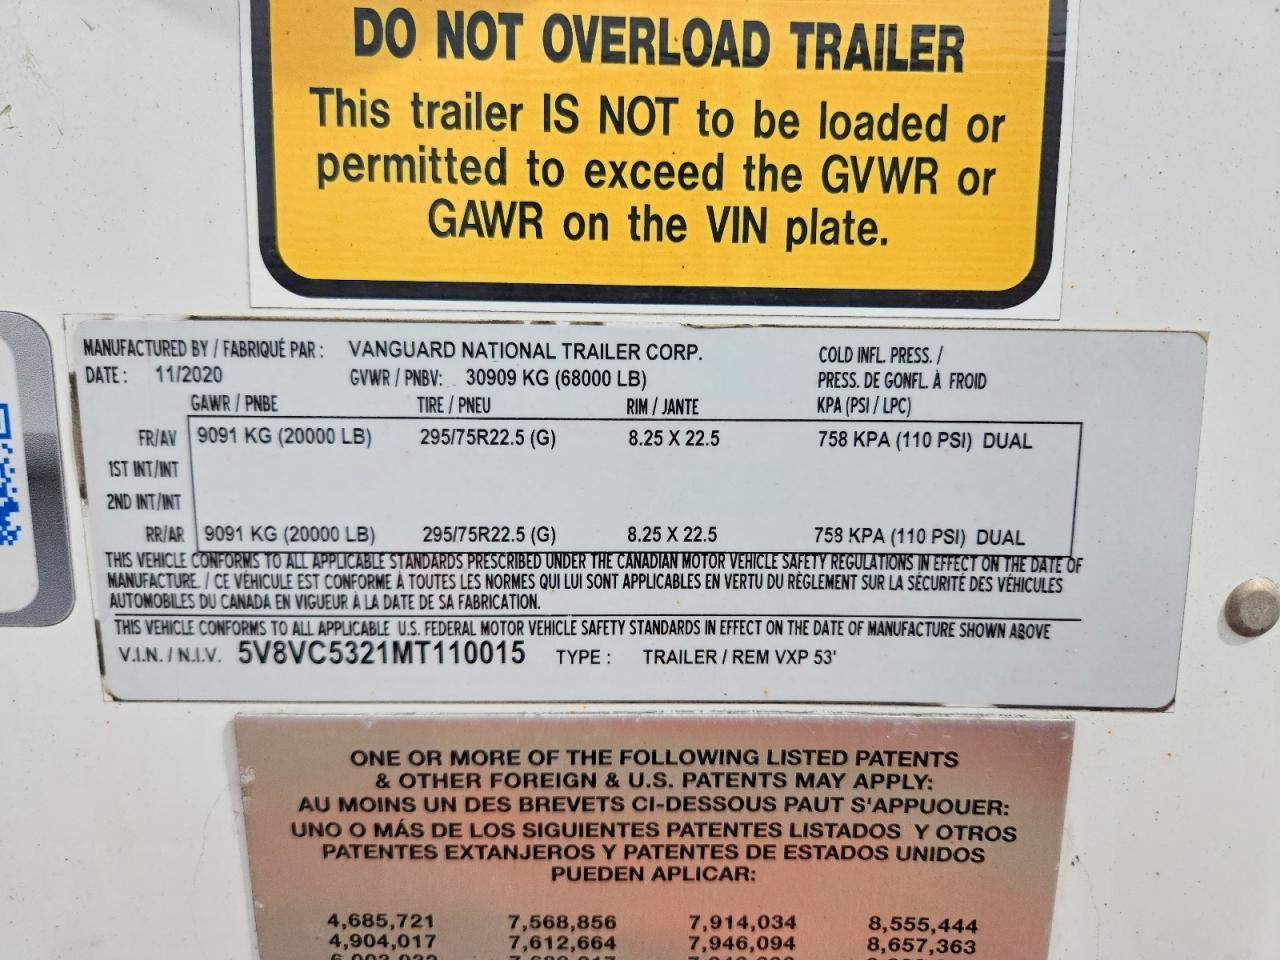 DO NOT OVERLOAD TRAILER
This trailer IS NOT to be loaded or
permitted to exceed the GVWR or
GAWR on the VIN plate.
MANUFACTURED BY / FABRIQUÉ PAR : VANGUARD NATIONAL TRAILER CORP. COLD INFL. PRESS. /
DATE : 11/2020 GVWR / PNBV: 30909 KG (68000 LB) PRESS. DE GONFL. À FROID
GAWR / PNBE TIRE / PNEU RIM / JANTE KPA (PSI / LPC)
FR/AV 9091 KG (20000 LB) 295/75R22.5 (G) 8.25 X 22.5 758 KPA (110 PSI) DUAL
1ST INT/INT
2ND INT/INT
RR/AR 9091 KG (20000 LB) 295/75R22.5 (G) 8.25 X 22.5 758 KPA (110 PSI) DUAL
THIS VEHICLE CONFORMS TO ALL APPLICABLE STANDARDS PRESCRIBED UNDER THE CANADIAN MOTOR VEHICLE SAFETY REGULATIONS IN EFFECT ON THE DATE OF
MANUFACTURE. / CE VÉHICULE EST CONFORME À TOUTES LES NORMES QUI LUI SONT APPLICABLES EN VERTU DU RÈGLEMENT SUR LA SÉCURITÉ DES VÉHICULES
AUTOMOBILES DU CANADA EN VIGUEUR À LA DATE DE SA FABRICATION.
THIS VEHICLE CONFORMS TO ALL APPLICABLE U.S. FEDERAL MOTOR VEHICLE SAFETY STANDARDS IN EFFECT ON THE DATE OF MANUFACTURE SHOWN ABOVE
V.I.N. / N.I.V. 5V8VC5321MT110015 TYPE : TRAILER / REM VXP 53'
ONE OR MORE OF THE FOLLOWING LISTED PATENTS
& OTHER FOREIGN & U.S. PATENTS MAY APPLY:
AU MOINS UN DES BREVETS CI-DESSOUS PAUT S'APPUOUER:
UNO O MÁS DE LOS SIGUIENTES PATENTES LISTADOS Y OTROS
PATENTES EXTANJEROS Y PATENTES DE ESTADOS UNIDOS
PUEDEN APLICAR:
4,685,721 7,568,856 7,914,034 8,555,444
4,904,017 7,612,664 7,946,094 8,657,363